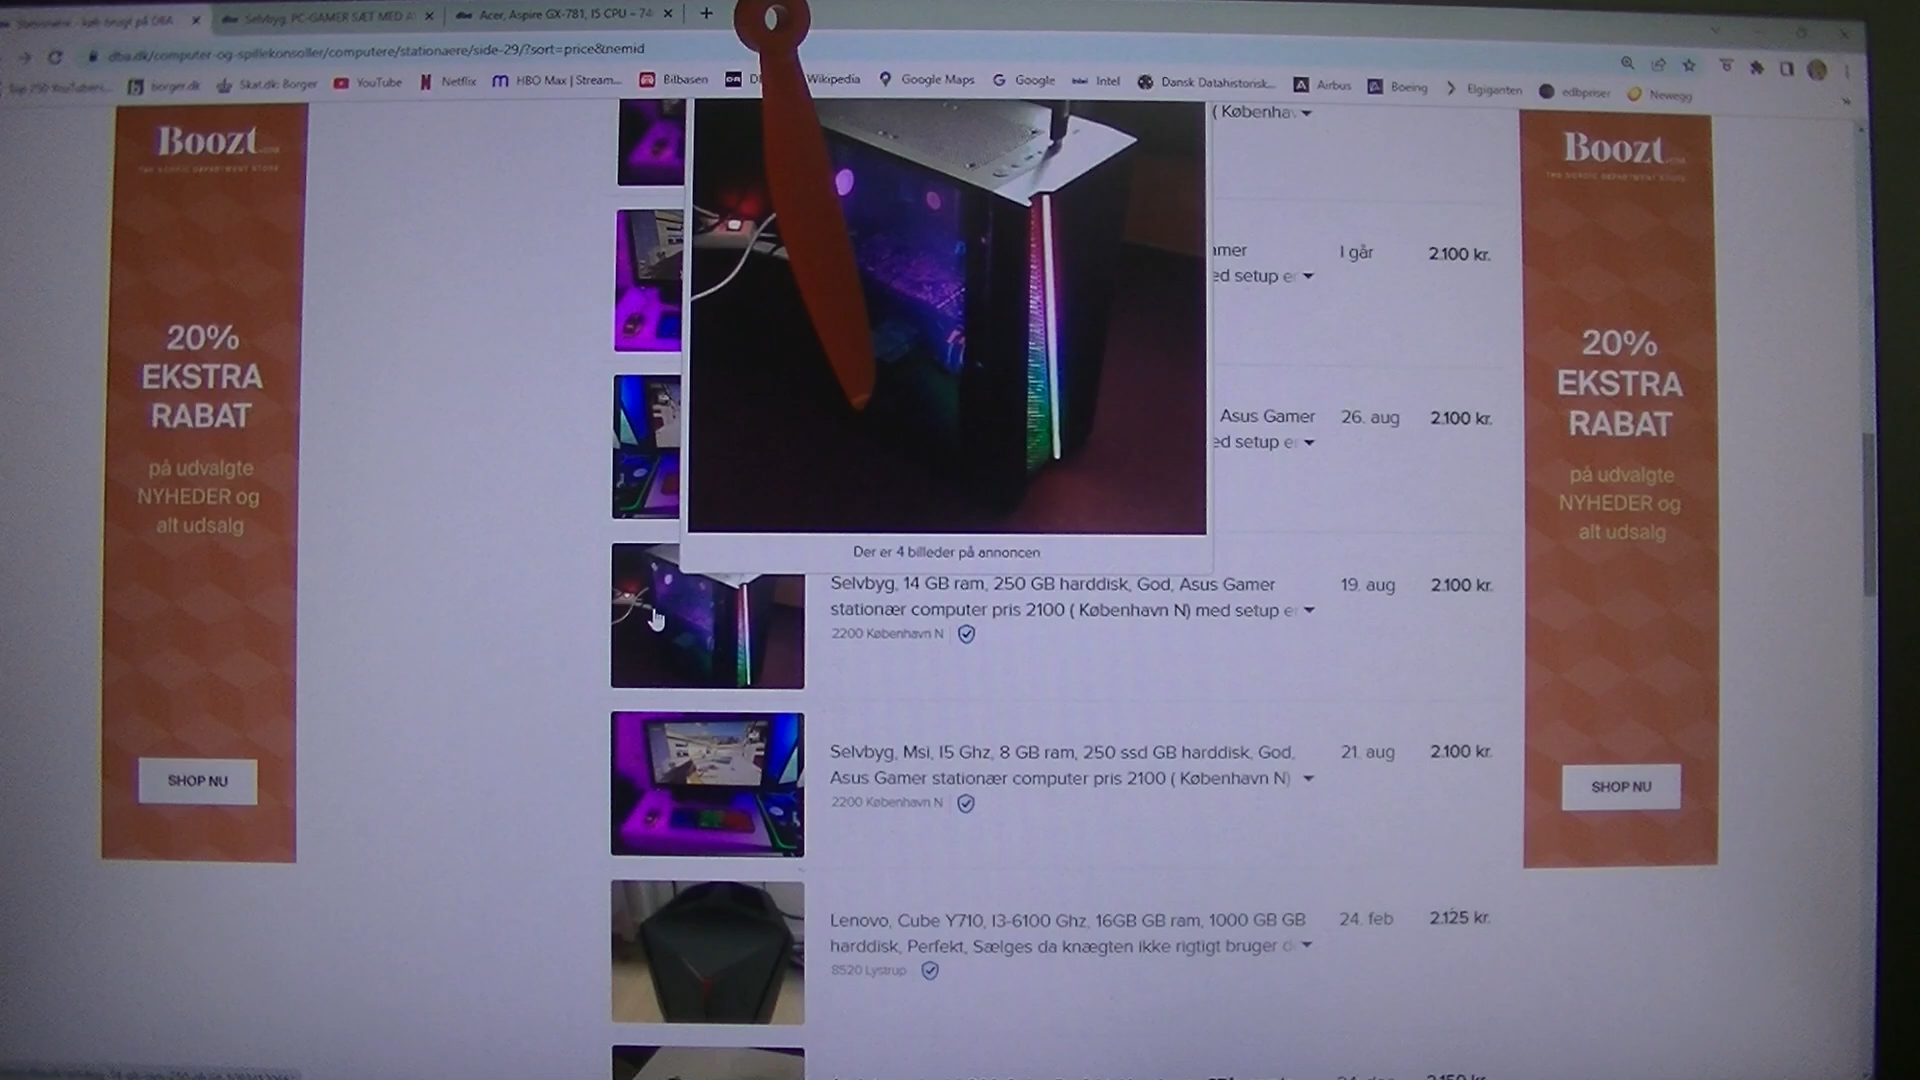 Selvbyg, PC-GAMER SÆT MED
Acer, Aspire GX-781, I5 CPU – 74
dba.dk/computer-og-spillekonsoller/computere/stationaere/side-29/?sort=price&nemid
borger.dk
Skat.dk: Borger
YouTube
Netflix
HBO Max | Stream...
Bilbasen
DR
Wikipedia
Google Maps
Google
intel
Intel
Dansk Datahistorisk...
Airbus
Boeing
Elgiganten
edbpriser
Newegg
Boozt.com
THE NORDIC DEPARTMENT STORE
20%
EKSTRA
RABAT
på udvalgte
NYHEDER og
alt udsalg
SHOP NU
( Københav
amer
ed setup er
I går
2.100 kr.
Asus Gamer
ed setup er
26. aug
2.100 kr.
Der er 4 billeder på annoncen
Selvbyg, 14 GB ram, 250 GB harddisk, God, Asus Gamer
stationær computer pris 2100 ( København N) med setup er
2200 København N
19. aug
2.100 kr.
Selvbyg, Msi, I5 Ghz, 8 GB ram, 250 ssd GB harddisk, God,
Asus Gamer stationær computer pris 2100 ( København N)
2200 København N
21. aug
2.100 kr.
Lenovo, Cube Y710, I3-6100 Ghz, 16GB GB ram, 1000 GB GB
harddisk, Perfekt, Sælges da knægten ikke rigtigt bruger d
8520 Lystrup
24. feb
2.125 kr.
Boozt.com
THE NORDIC DEPARTMENT STORE
20%
EKSTRA
RABAT
på udvalgte
NYHEDER og
alt udsalg
SHOP NU